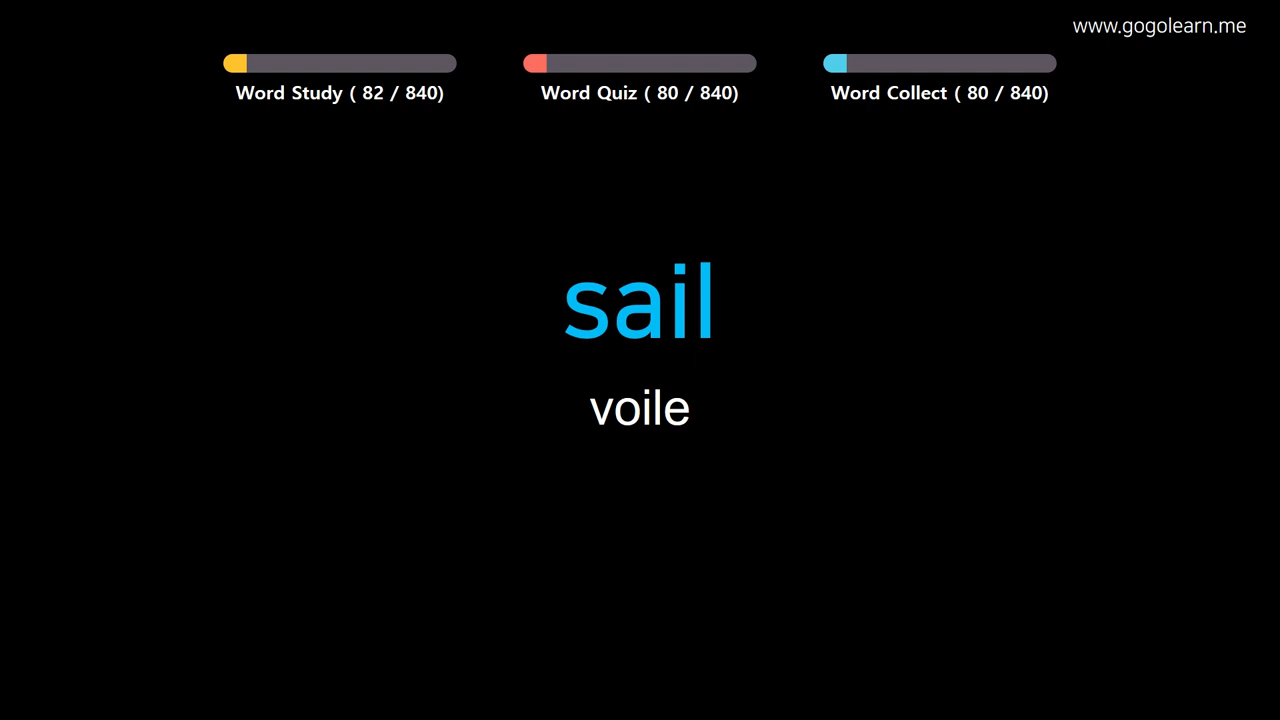 www.gogolearn.me
Word Study ( 82 / 840)
Word Quiz ( 80 / 840)
Word Collect ( 80 / 840)
sail
voile